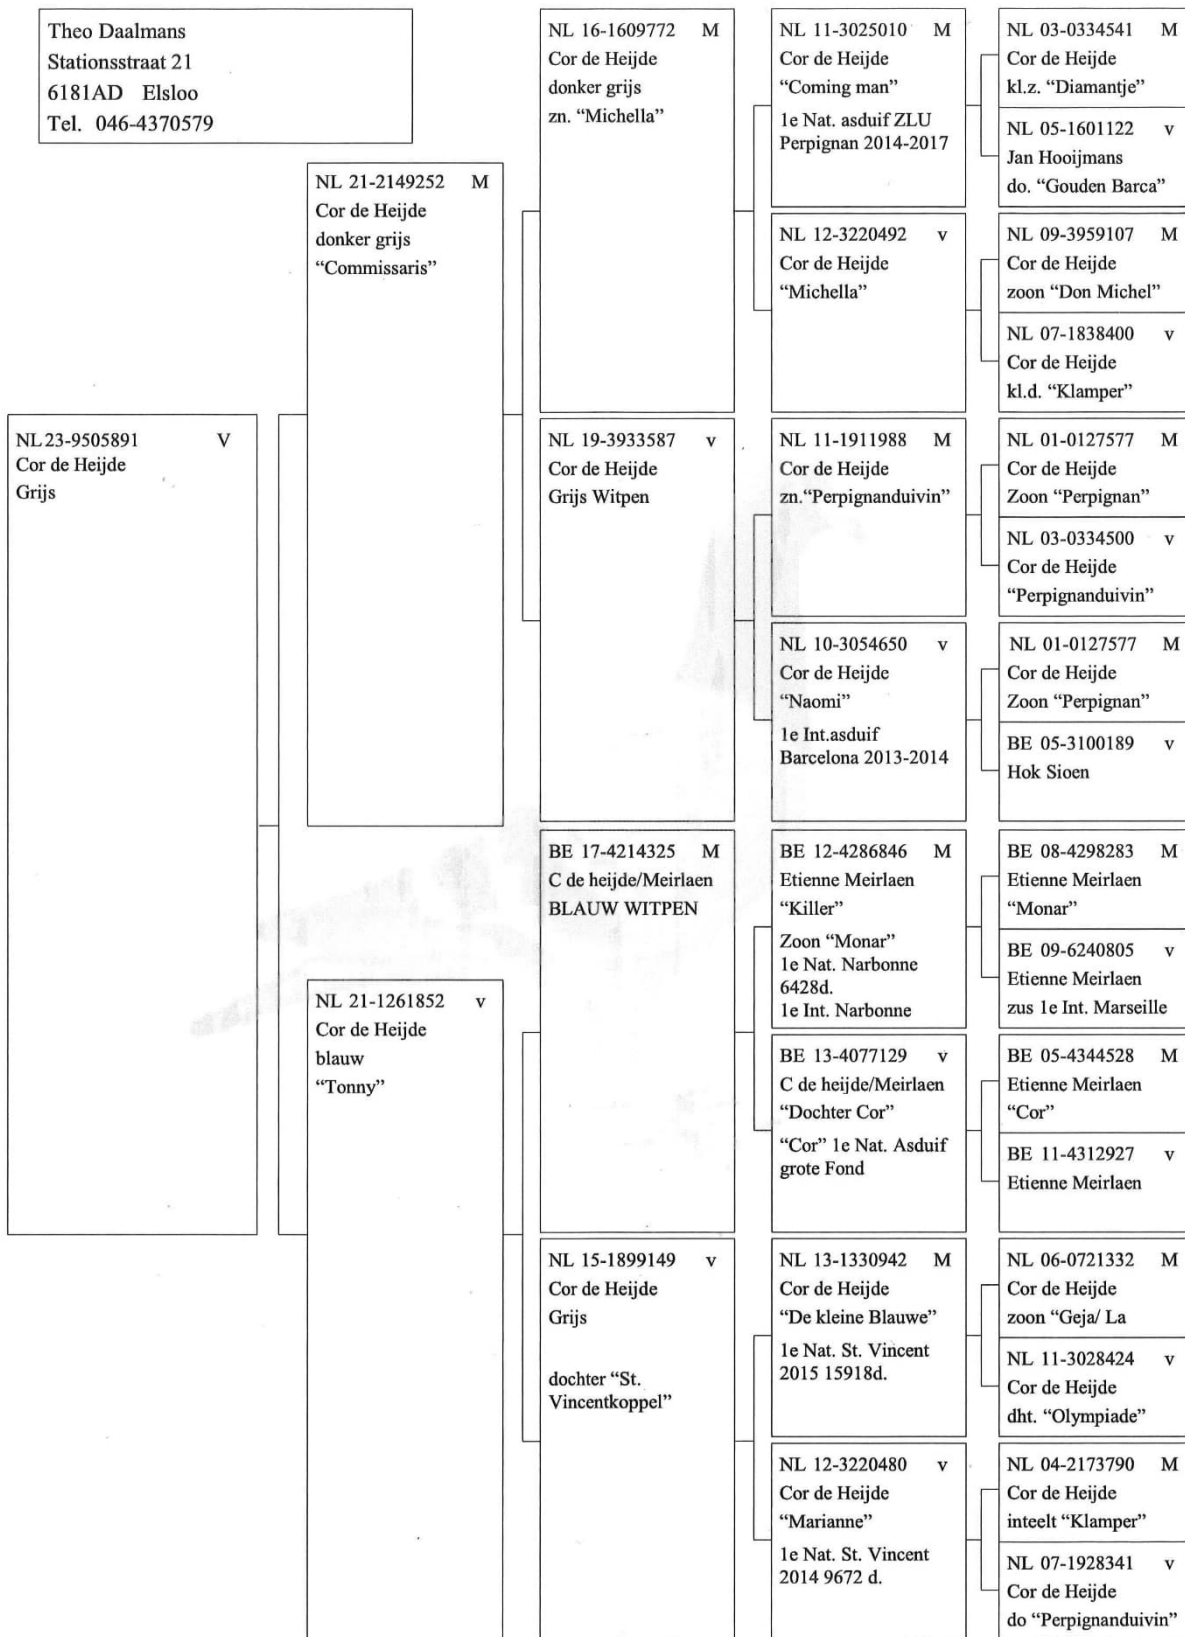 Theo Daalmans
Stationsstraat 21
6181AD Elsloo
Tel. 046-4370579
NL 23-9505891 V
Cor de Heijde
Grijs
NL 21-2149252 M
Cor de Heijde
donker grijs
“Commissaris”
NL 21-1261852 v
Cor de Heijde
blauw
“Tonny”
NL 16-1609772 M
Cor de Heijde
donker grijs
zn. “Michella”
NL 19-3933587 v
Cor de Heijde
Grijs Witpen
BE 17-4214325 M
C de heijde/Meirlaen
BLAUW WITPEN
NL 15-1899149 v
Cor de Heijde
Grijs
dochter “St.
Vincentkoppel”
NL 11-3025010 M
Cor de Heijde
“Coming man”
1e Nat. asduif ZLU
Perpignan 2014-2017
NL 12-3220492 v
Cor de Heijde
“Michella”
NL 11-1911988 M
Cor de Heijde
zn.“Perpignanduivin”
NL 10-3054650 v
Cor de Heijde
“Naomi”
1e Int.asduif
Barcelona 2013-2014
BE 12-4286846 M
Etienne Meirlaen
“Killer”
Zoon “Monar”
1e Nat. Narbonne
6428d.
1e Int. Narbonne
BE 13-4077129 v
C de heijde/Meirlaen
“Dochter Cor”
“Cor” 1e Nat. Asduif
grote Fond
NL 13-1330942 M
Cor de Heijde
“De kleine Blauwe”
1e Nat. St. Vincent
2015 15918d.
NL 12-3220480 v
Cor de Heijde
“Marianne”
1e Nat. St. Vincent
2014 9672 d.
NL 03-0334541 M
Cor de Heijde
kl.z. “Diamantje”
NL 05-1601122 v
Jan Hooijmans
do. “Gouden Barca”
NL 09-3959107 M
Cor de Heijde
zoon “Don Michel”
NL 07-1838400 v
Cor de Heijde
kl.d. “Klamper”
NL 01-0127577 M
Cor de Heijde
Zoon “Perpignan”
NL 03-0334500 v
Cor de Heijde
“Perpignanduivin”
NL 01-0127577 M
Cor de Heijde
Zoon “Perpignan”
BE 05-3100189 v
Hok Sioen
BE 08-4298283 M
Etienne Meirlaen
“Monar”
BE 09-6240805 v
Etienne Meirlaen
zus 1e Int. Marseille
BE 05-4344528 M
Etienne Meirlaen
“Cor”
BE 11-4312927 v
Etienne Meirlaen
NL 06-0721332 M
Cor de Heijde
zoon “Geja/ La
NL 11-3028424 v
Cor de Heijde
dht. “Olympiade”
NL 04-2173790 M
Cor de Heijde
inteelt “Klamper”
NL 07-1928341 v
Cor de Heijde
do “Perpignanduivin”